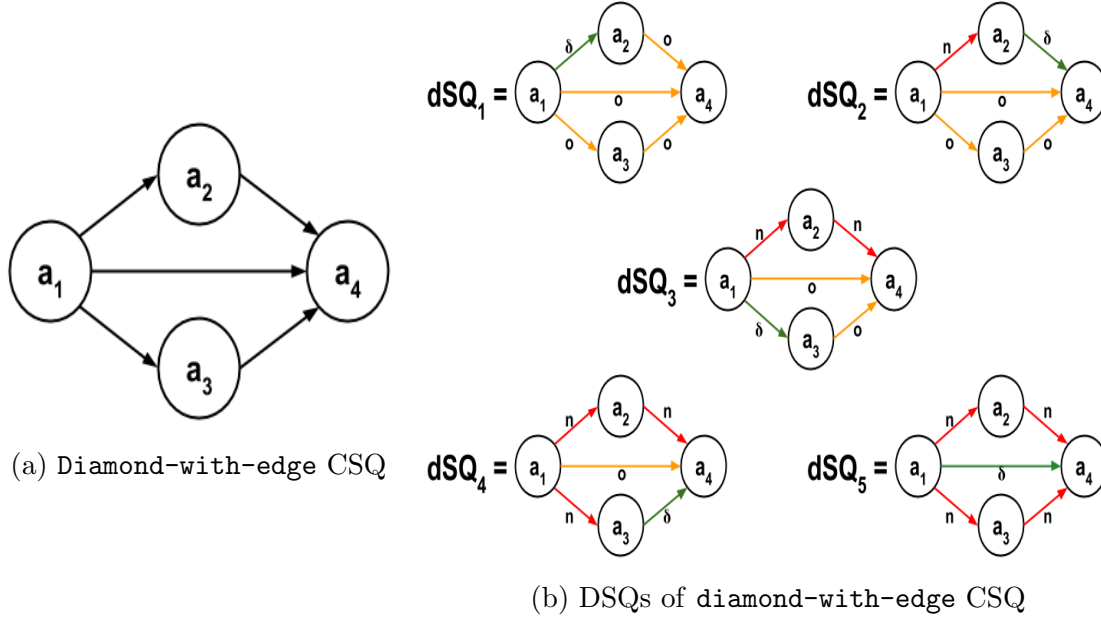 a₁
a₂
a₃
a₄
(a) Diamond-with-edge CSQ
dSQ₁ =
a₁
δ
a₂
o
o
a₄
o
a₃
o
dSQ₂ =
a₁
n
a₂
δ
o
a₄
o
a₃
o
dSQ₃ =
a₁
n
a₂
n
o
a₄
δ
a₃
o
dSQ₄ =
a₁
n
a₂
n
o
a₄
n
a₃
δ
dSQ₅ =
a₁
n
a₂
n
δ
a₄
n
a₃
n
(b) DSQs of diamond-with-edge CSQ